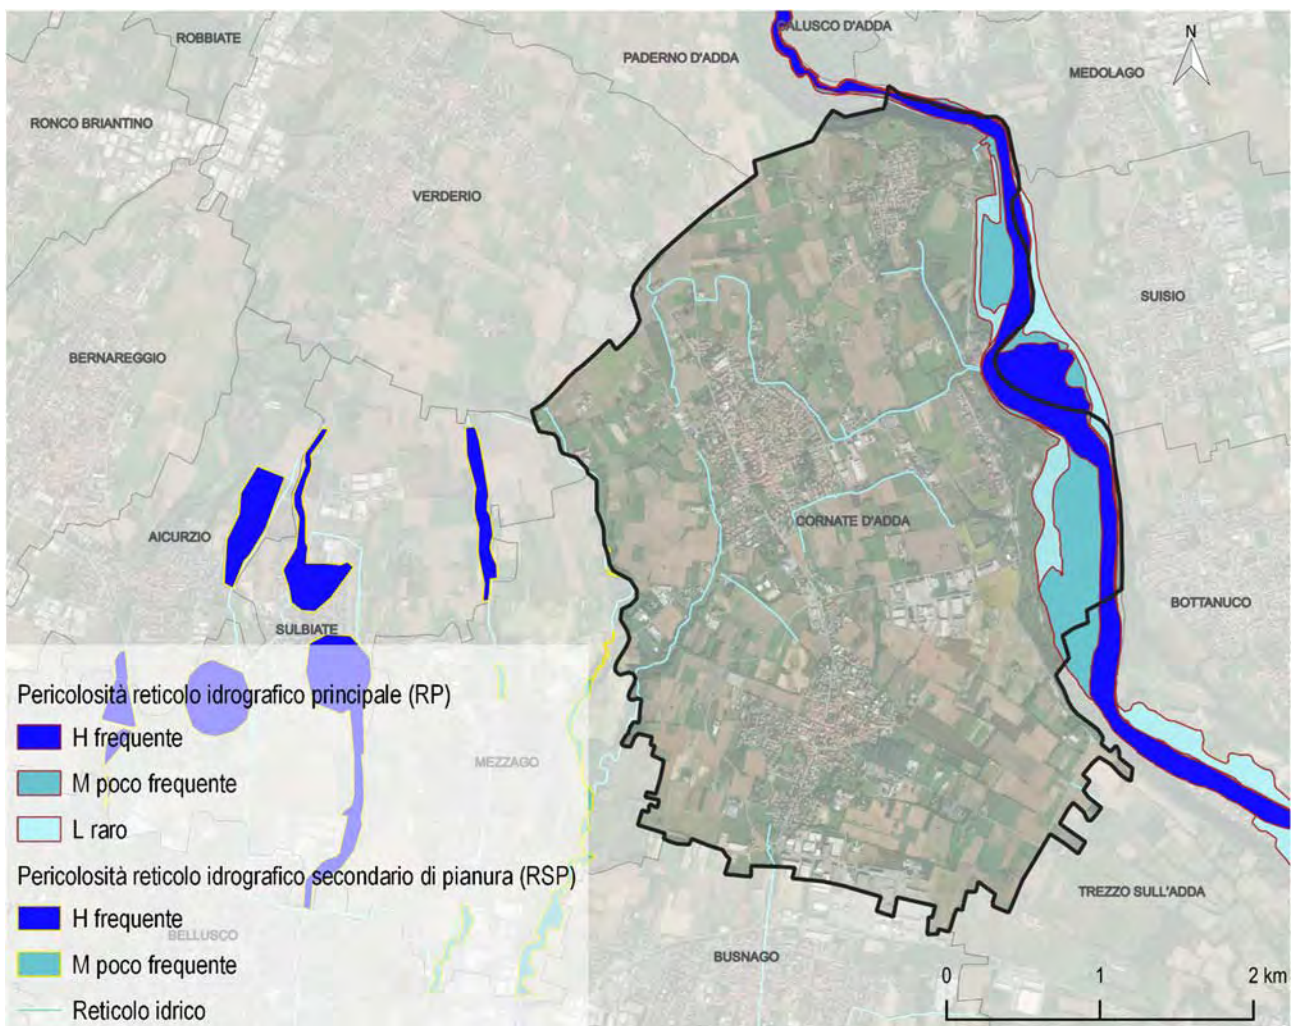 CALUSCO D'ADDA
ROBBIATE
PADERNO D'ADDA
N
MEDOLAGO
RONCO BRIANTINO
VERDERIO
SUISIO
BERNAREGGIO
CORNATE D'ADDA
AICURZIO
BOTTANUCO
SULBIATE
Pericolosità reticolo idrografico principale (RP)
H frequente
MEZZAGO
M poco frequente
L raro
Pericolosità reticolo idrografico secondario di pianura (RSP)
TREZZO SULL'ADDA
H frequente
BELLUSCO
BUSNAGO
M poco frequente
0 1 2 km
Reticolo idrico